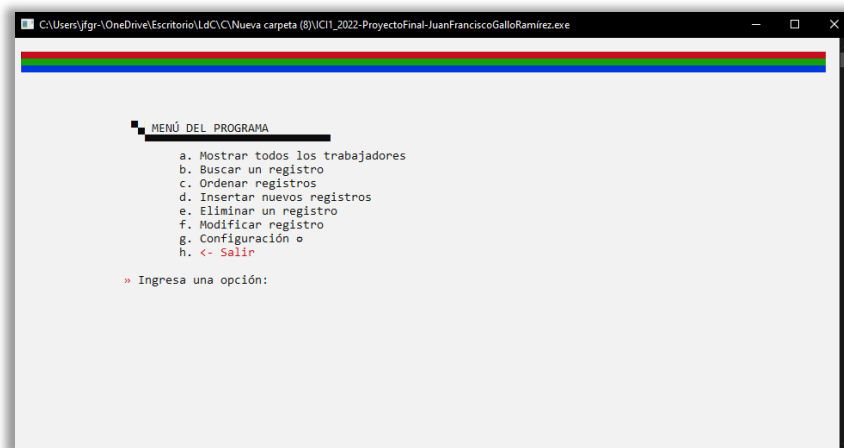 C:\Users\jfgr-\OneDrive\Escritorio\LdC\C\Nueva carpeta (8)\ICI1_2022-ProyectoFinal-JuanFranciscoGalloRamírez.exe
MENÚ DEL PROGRAMA
a. Mostrar todos los trabajadores
b. Buscar un registro
c. Ordenar registros
d. Insertar nuevos registros
e. Eliminar un registro
f. Modificar registro
g. Configuración
h. <- Salir
» Ingresa una opción: